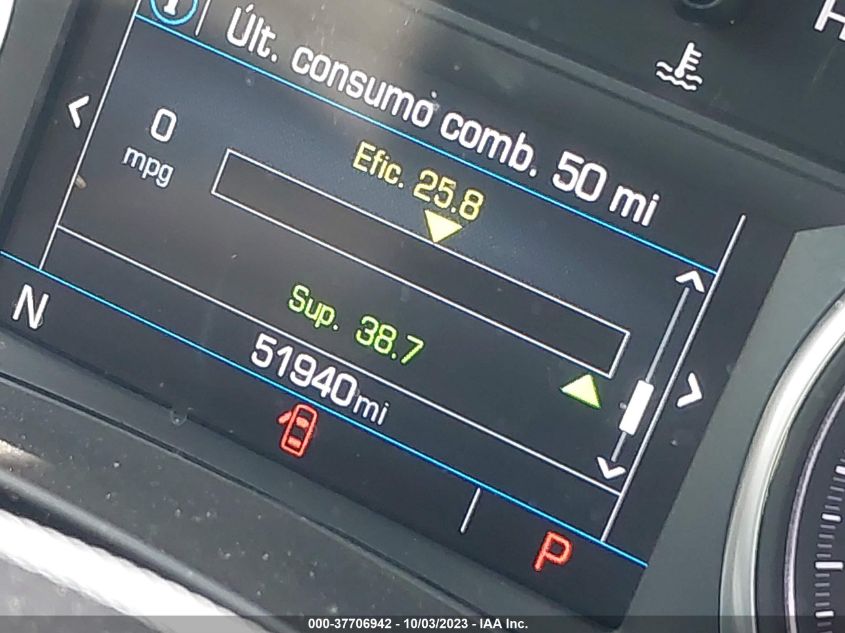 Últ. consumo comb. 50 mi
0
mpg
Efic. 25.8
Sup. 38.7
51940mi
N
P
H
000-37706942 - 10/03/2023 - IAA Inc.